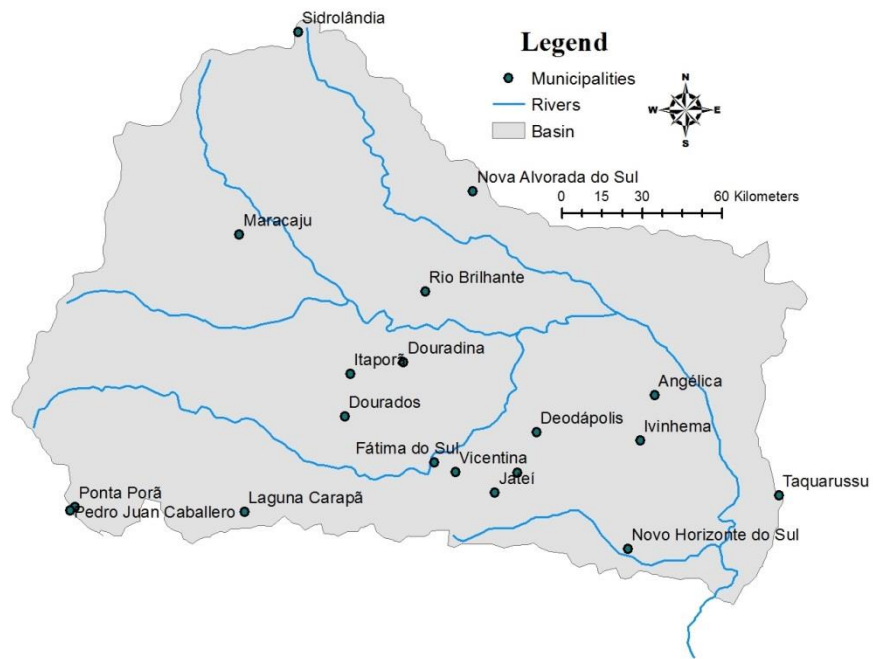 Sidrolândia
Legend
Municipalities
Rivers
Basin
N
W E
S
0 15 30 60 Kilometers
Nova Alvorada do Sul
Maracaju
Rio Brilhante
Douradina
Itaporã
Angélica
Dourados
Deodápolis
Ivinhema
Fátima do Sul
Vicentina
Jateí
Taquarussu
Ponta Porã
Laguna Carapã
Pedro Juan Caballero
Novo Horizonte do Sul